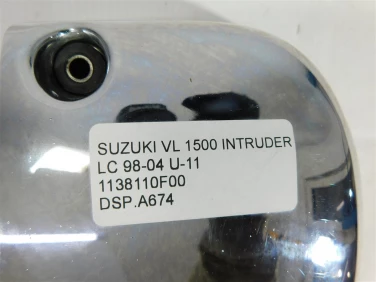 SUZUKI VL 1500 INTRUDER
LC 98-04 U-11
1138110F00
DSP.A674